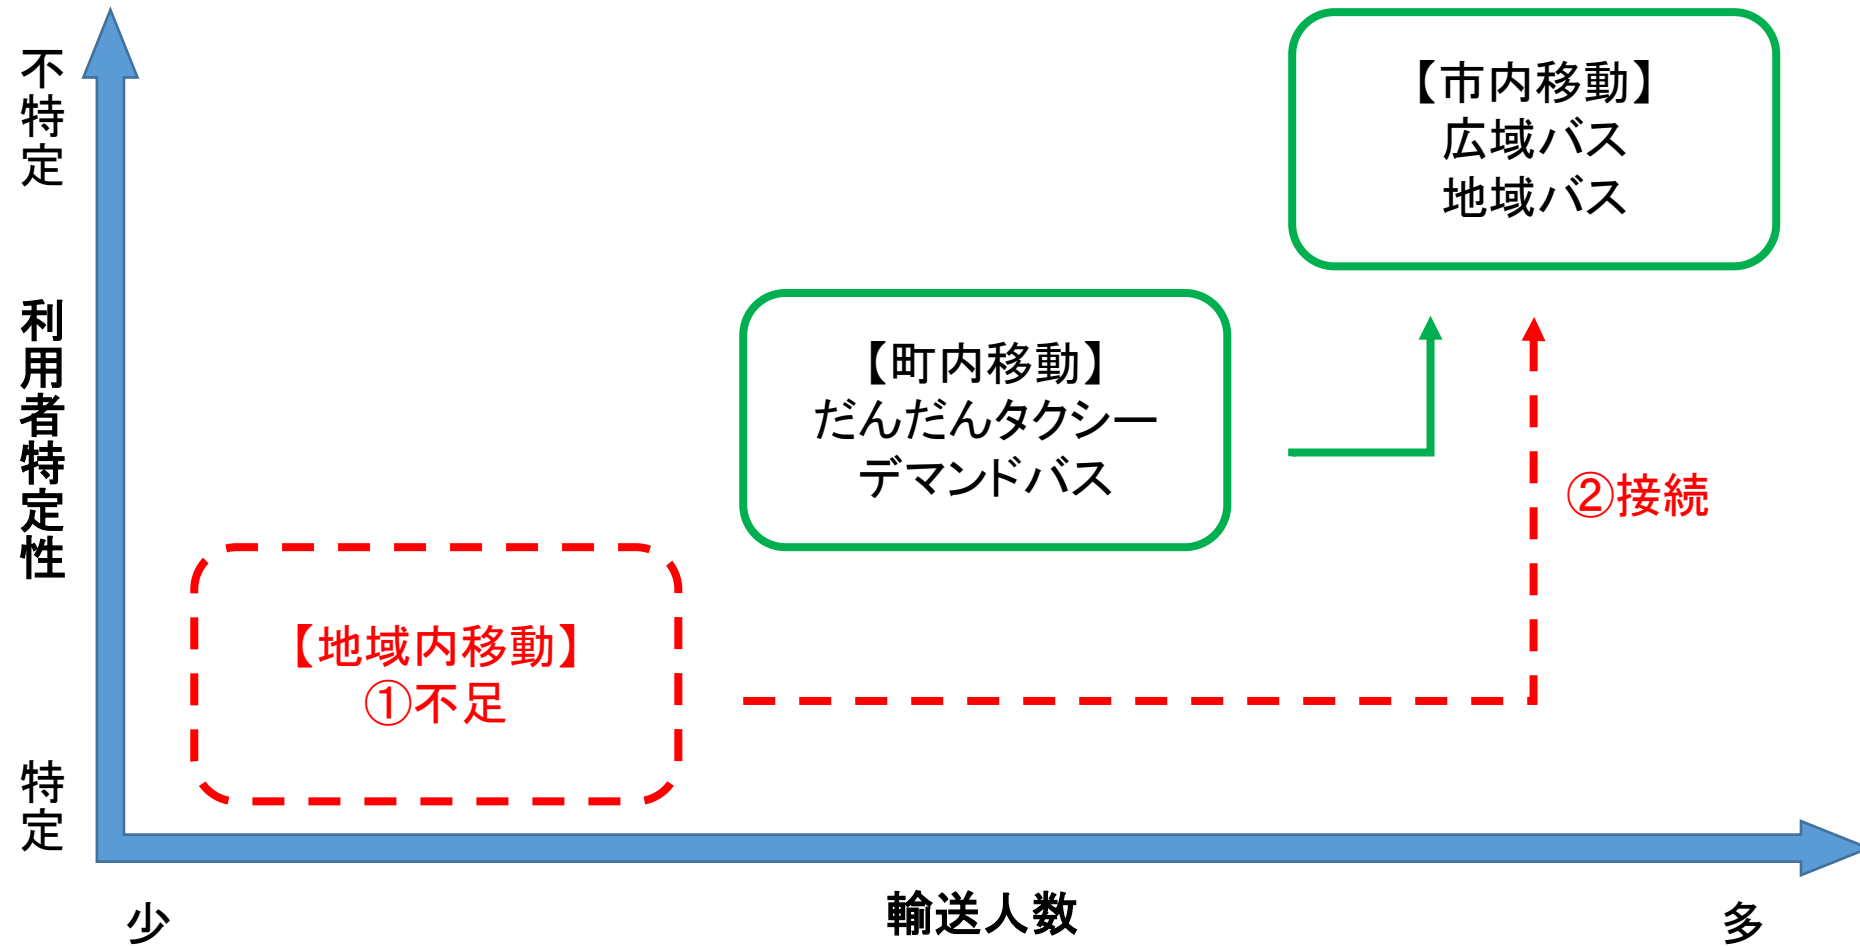 不特定
利用者特定性
特定
【市内移動】
広域バス
地域バス
【町内移動】
だんだんタクシー
デマンドバス
②接続
【地域内移動】
①不足
少
輸送人数
多